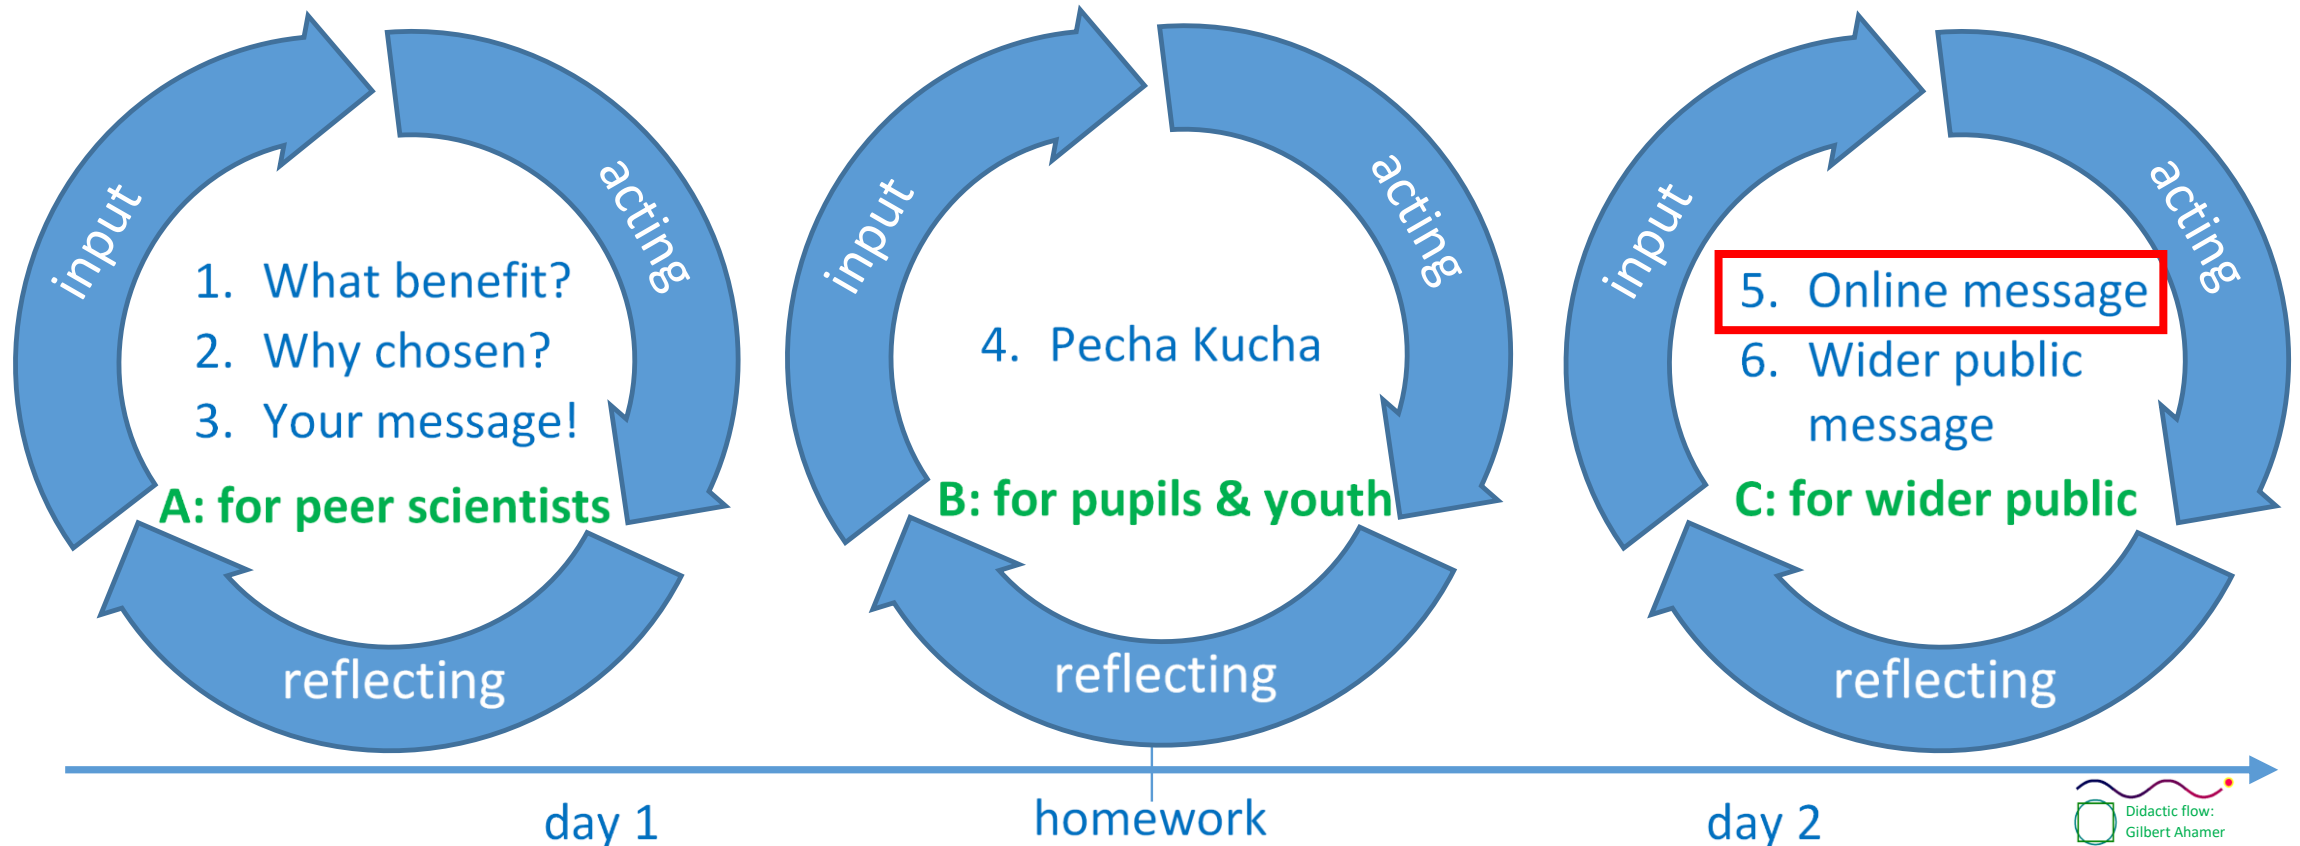 input
acting
1. What benefit?
2. Why chosen?
3. Your message!
A: for peer scientists
reflecting
input
acting
4. Pecha Kucha
B: for pupils & youth
reflecting
input
acting
5. Online message
6. Wider public
message
C: for wider public
reflecting
day 1
homework
day 2
Didactic flow:
Gilbert Ahamer